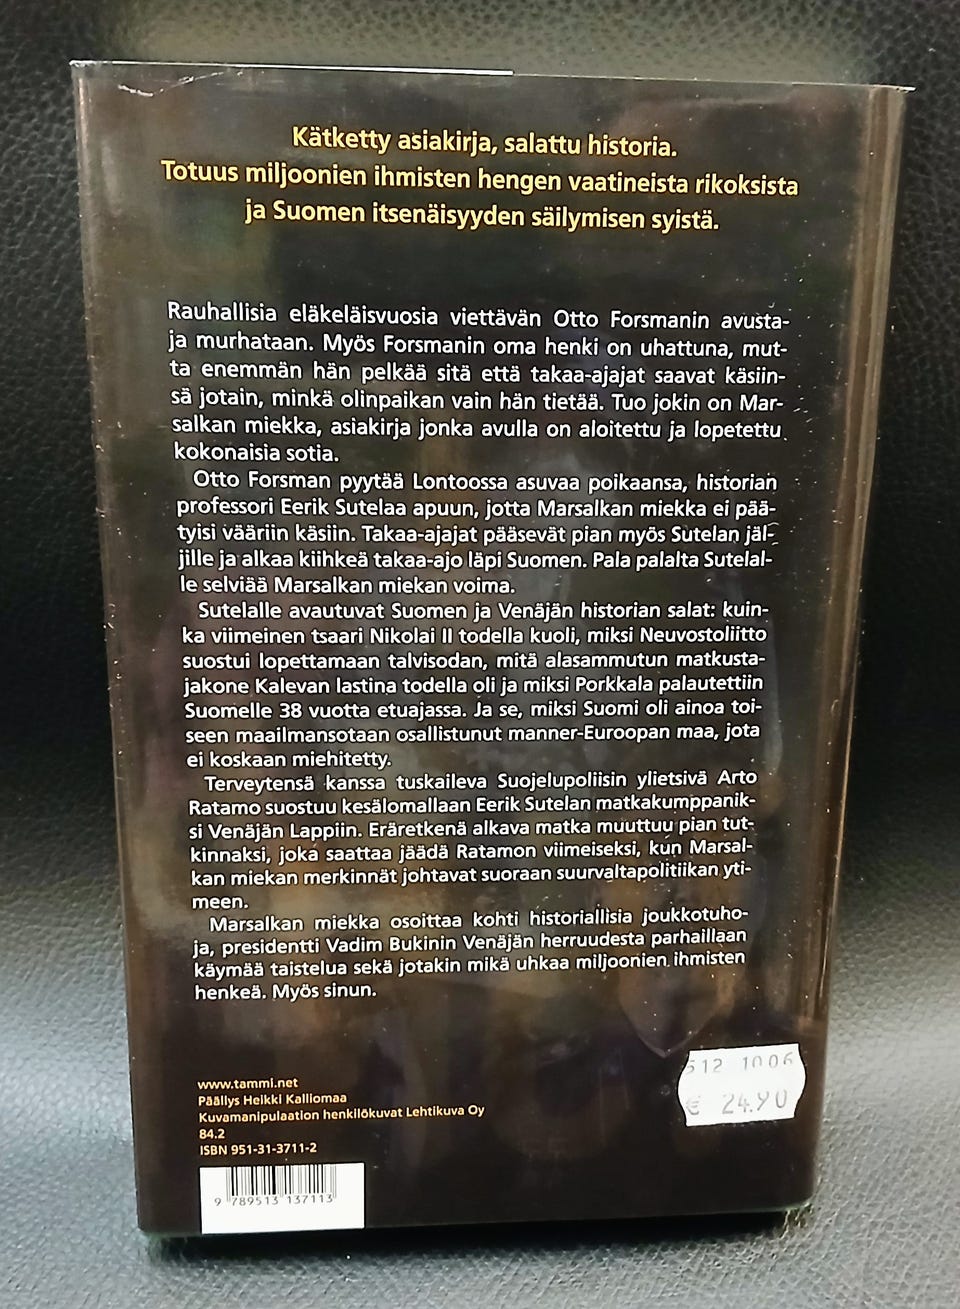 Kätketty asiakirja, salattu historia.
Totuus miljoonien ihmisten hengen vaatineista rikoksista
ja Suomen itsenäisyyden säilymisen syistä.
Rauhallisia eläkeläisvuosia viettävän Otto Forsmanin avusta-
ja murhataan. Myös Forsmanin oma henki on uhattuna, mut-
ta enemmän hän pelkää sitä että takaa-ajajat saavat käsiin-
sä jotain, minkä olinpaikan vain hän tietää. Tuo jokin on Mar-
salkan miekka, asiakirja jonka avulla on aloitettu ja lopetettu
kokonaisia sotia.
Otto Forsman pyytää Lontoossa asuvaa poikaansa, historian
professori Eerik Sutelaa apuun, jotta Marsalkan miekka ei pää-
tyisi vääriin käsiin. Takaa-ajajat pääsevät pian myös Sutelan jäl-
jille ja alkaa kiihkeä takaa-ajo läpi Suomen. Pala palalta Sutelal-
le selviää Marsalkan miekan voima.
Sutelalle avautuvat Suomen ja Venäjän historian salat: kuin-
ka viimeinen tsaari Nikolai II todella kuoli, miksi Neuvostoliitto
suostui lopettamaan talvisodan, mitä alasammutun matkusta-
jakone Kalevan lastina todella oli ja miksi Porkkala palautettiin
Suomelle 38 vuotta etuajassa. Ja se, miksi Suomi oli ainoa toi-
seen maailmansotaan osallistunut manner-Euroopan maa, jota
ei koskaan miehitetty.
Terveytensä kanssa tuskaileva Suojelupoliisin ylietsivä Arto
Ratamo suostuu kesälomallaan Eerik Sutelan matkakumppanik-
si Venäjän Lappiin. Eräretkenä alkava matka muuttuu pian tut-
kinnaksi, joka saattaa jäädä Ratamon viimeiseksi, kun Marsal-
kan miekan merkinnät johtavat suoraan suurvaltapolitiikan yti-
meen.
Marsalkan miekka osoittaa kohti historiallisia joukkotuho-
ja, presidentti Vadim Bukinin Venäjän herruudesta parhaillaan
käymää taistelua sekä jotakin mikä uhkaa miljoonien ihmisten
henkeä. Myös sinun.
512 1006
€ 24.90
www.tammi.net
Päällys Heikki Kalliomaa
Kuvamanipulaation henkilökuvat Lehtikuva Oy
84.2
ISBN 951-31-3711-2
9 789513 137113